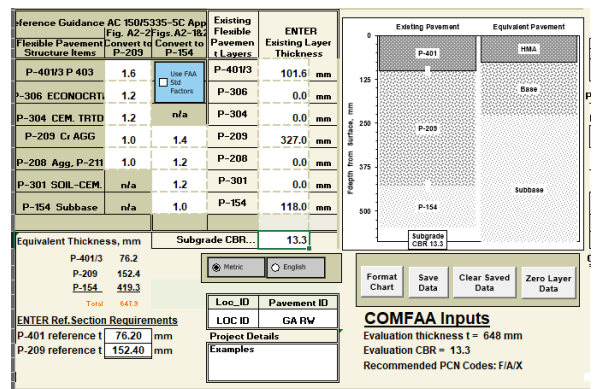 eference Guidance AC 150/5335-5C App
Fig. A2-2 Figs. A2-1&2
Flexible Pavement Convert to Convert to
Structure Items P-209 P-154
Existing
Flexible
Pavemen
t Layers
ENTER
Existing Layer
Thickness
P-401/3 P 403 1.6 Use FAA Std Factors P-401/3 101.6 mm
P-306 ECONOCRT 1.2 P-306 0.0 mm
P-304 CEM. TRTD 1.2 n/a P-304 0.0 mm
P-209 Cr AGG 1.0 1.4 P-209 327.0 mm
P-208 Agg, P-211 1.0 1.2 P-208 0.0 mm
P-301 SOIL-CEM. n/a 1.2 P-301 0.0 mm
P-154 Subbase n/a 1.0 P-154 118.0 mm
Equivalent Thickness, mm Subgrade CBR... 13.3
P-401/3 76.2
P-209 152.4
P-154 419.3
Total 647.9
Metric English
ENTER Ref.Section Requirements
P-401 reference t 76.20 mm
P-209 reference t 152.40 mm
Loc_ID Pavement ID
LOC ID GA RW
Project Details
Examples
Existing Pavement Equivalent Pavement
0
125
250
375
500
Fdepth from Surface, mm
P-401
P-209
P-154
HMA
Base
Subbase
Subgrade
CBR 13.3
Format Chart
Save Data
Clear Saved Data
Zero Layer Data
COMFAA Inputs
Evaluation thickness t = 648 mm
Evaluation CBR = 13.3
Recommended PCN Codes: F/A/X